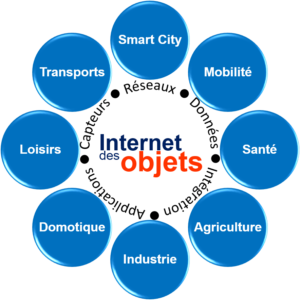 Smart City
Transports
Mobilité
Réseaux
Capteurs
Données
Loisirs
Internet
des objets
Santé
Applications
Intégration
Domotique
Agriculture
Industrie